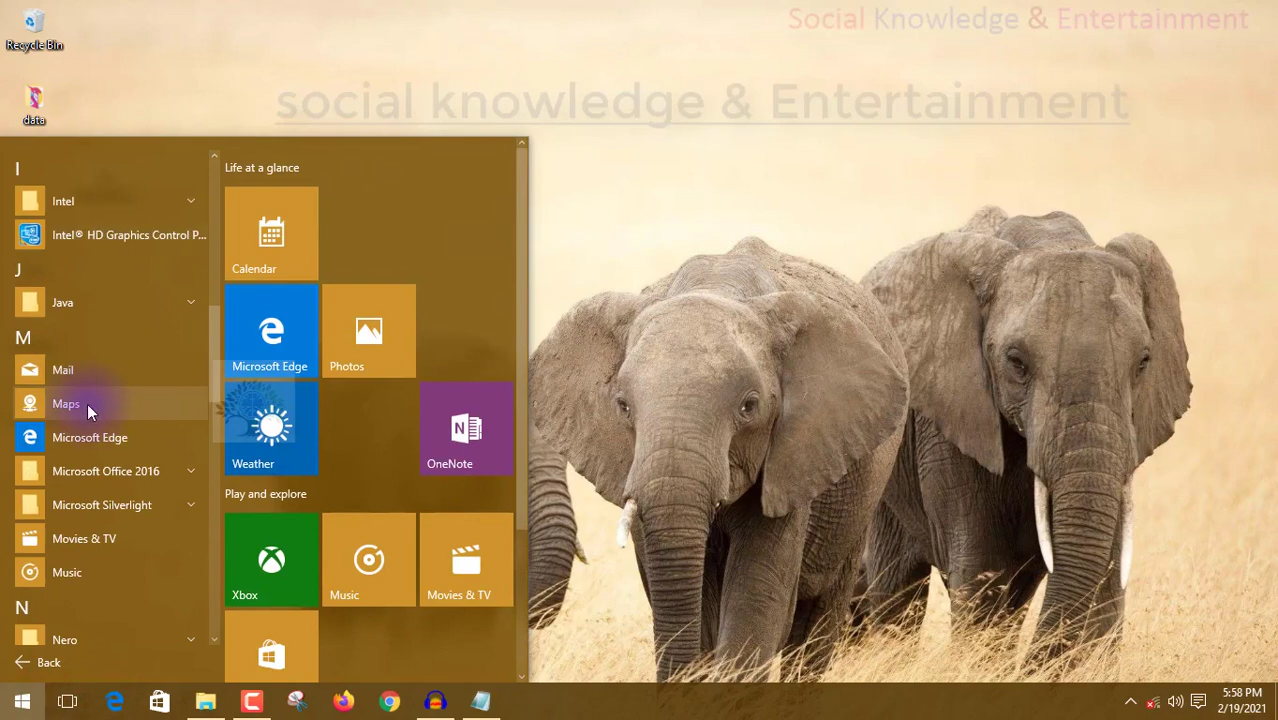 Social Knowledge & Entertainment
Recycle Bin
social knowledge & Entertainment
data
I
Intel
Intel® HD Graphics Control P...
J
Java
M
Mail
Maps
Microsoft Edge
Microsoft Office 2016
Microsoft Silverlight
Movies & TV
Music
N
Nero
Back
Life at a glance
Calendar
Microsoft Edge
Photos
Weather
OneNote
Play and explore
Xbox
Music
Movies & TV
5:58 PM
2/19/2021